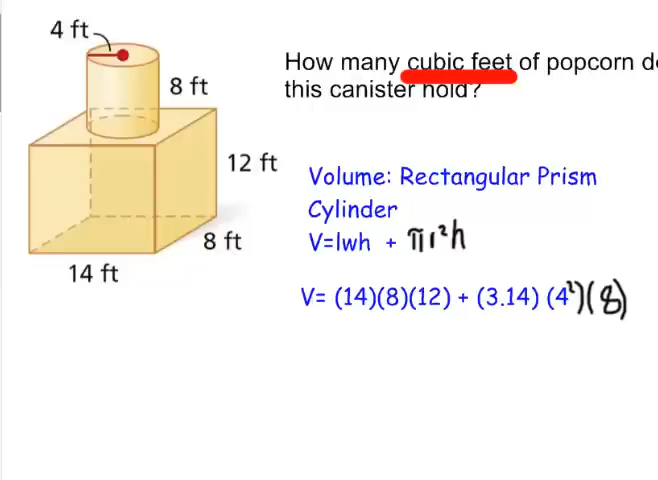 4 ft
How many cubic feet of popcorn do
this canister hold?
8 ft
12 ft
Volume: Rectangular Prism
Cylinder
8 ft
V=lwh + πr²h
14 ft
V= (14)(8)(12) + (3.14) (4²)(8)